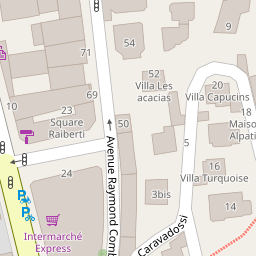 9
54
71
52
Villa Les
acacias
20
Villa Capucins
69
10
23
Square
Raiberti
50
18
Maiso
Alpati
5
Avenue Raymond Comb
24
16
Villa Turquoise
3bis
14
Intermarché
Express
Caravadossi